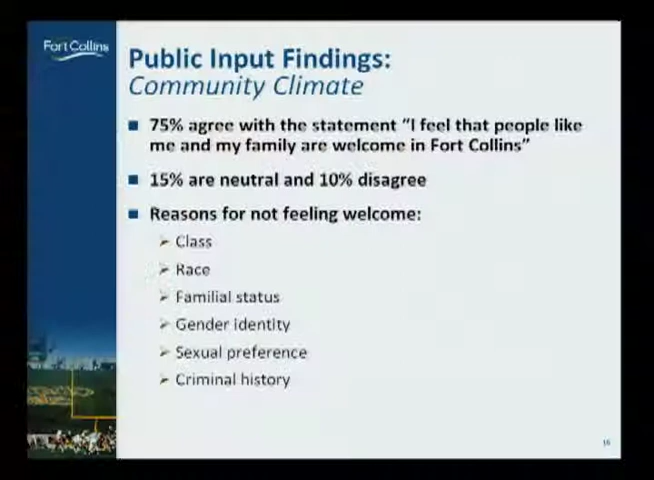 Fort Collins
Public Input Findings:
Community Climate
75% agree with the statement "I feel that people like
me and my family are welcome in Fort Collins"
15% are neutral and 10% disagree
Reasons for not feeling welcome:
Class
Race
Familial status
Gender identity
Sexual preference
Criminal history
16